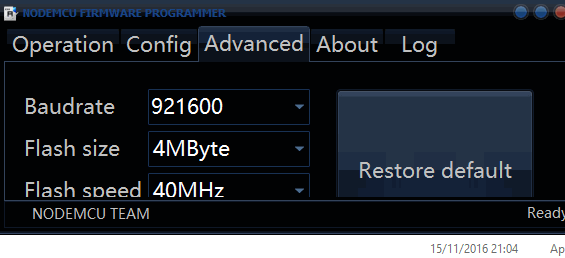 NODEMCU FIRMWARE PROGRAMMER
Operation Config Advanced About Log
Baudrate 921600
Flash size 4MByte
Restore default
Flash speed 40MHz
NODEMCU TEAM Ready
15/11/2016 21:04 Ap